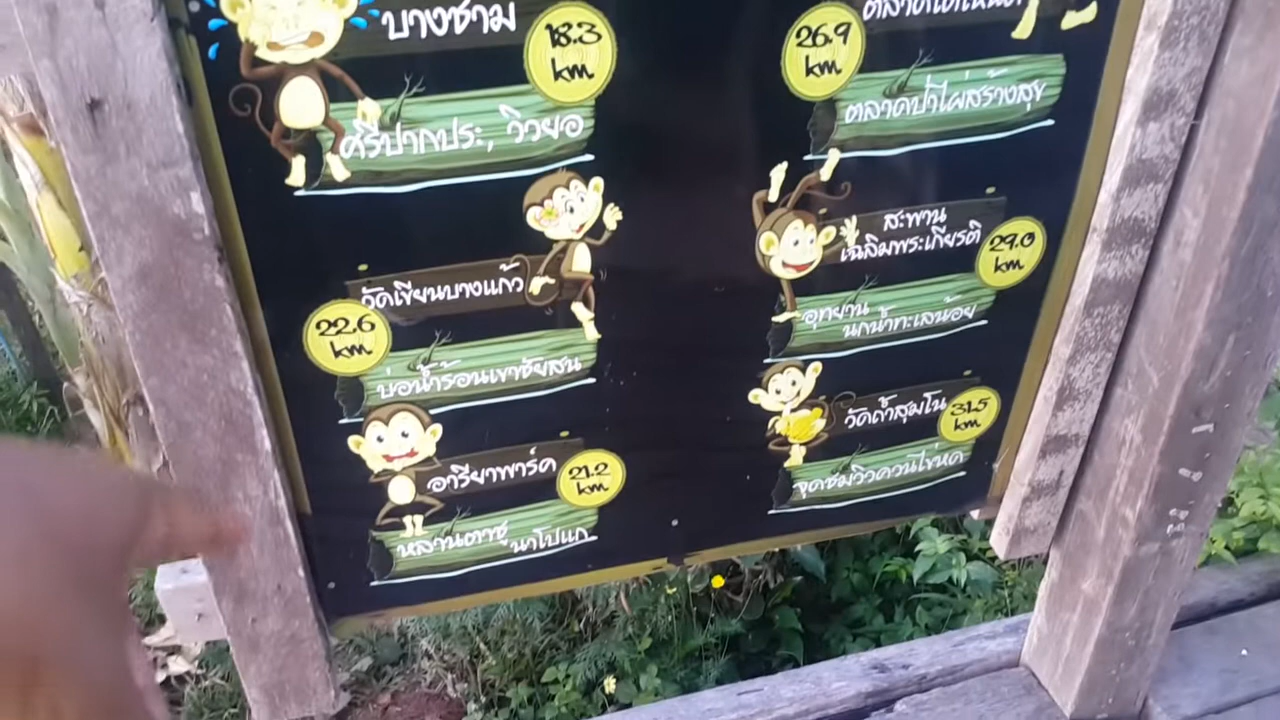 บางขาม
18.3
km
ศรีปากประ, วิวยอ
วัดเขียนบางแก้ว
22.6
km
บ่อน้ำร้อนเขาชัยสน
อารียาพาร์ค
21.2
km
หลานตาชู
นาโปแก
26.9
km
ตลาดป่าไผ่สร้างสุข
สะพาน
เฉลิมพระเกียรติ
29.0
km
อุทยาน
นกน้ำทะเลน้อย
วัดถ้ำสุมโน
31.5
km
จุดชมวิวควนไข่หด